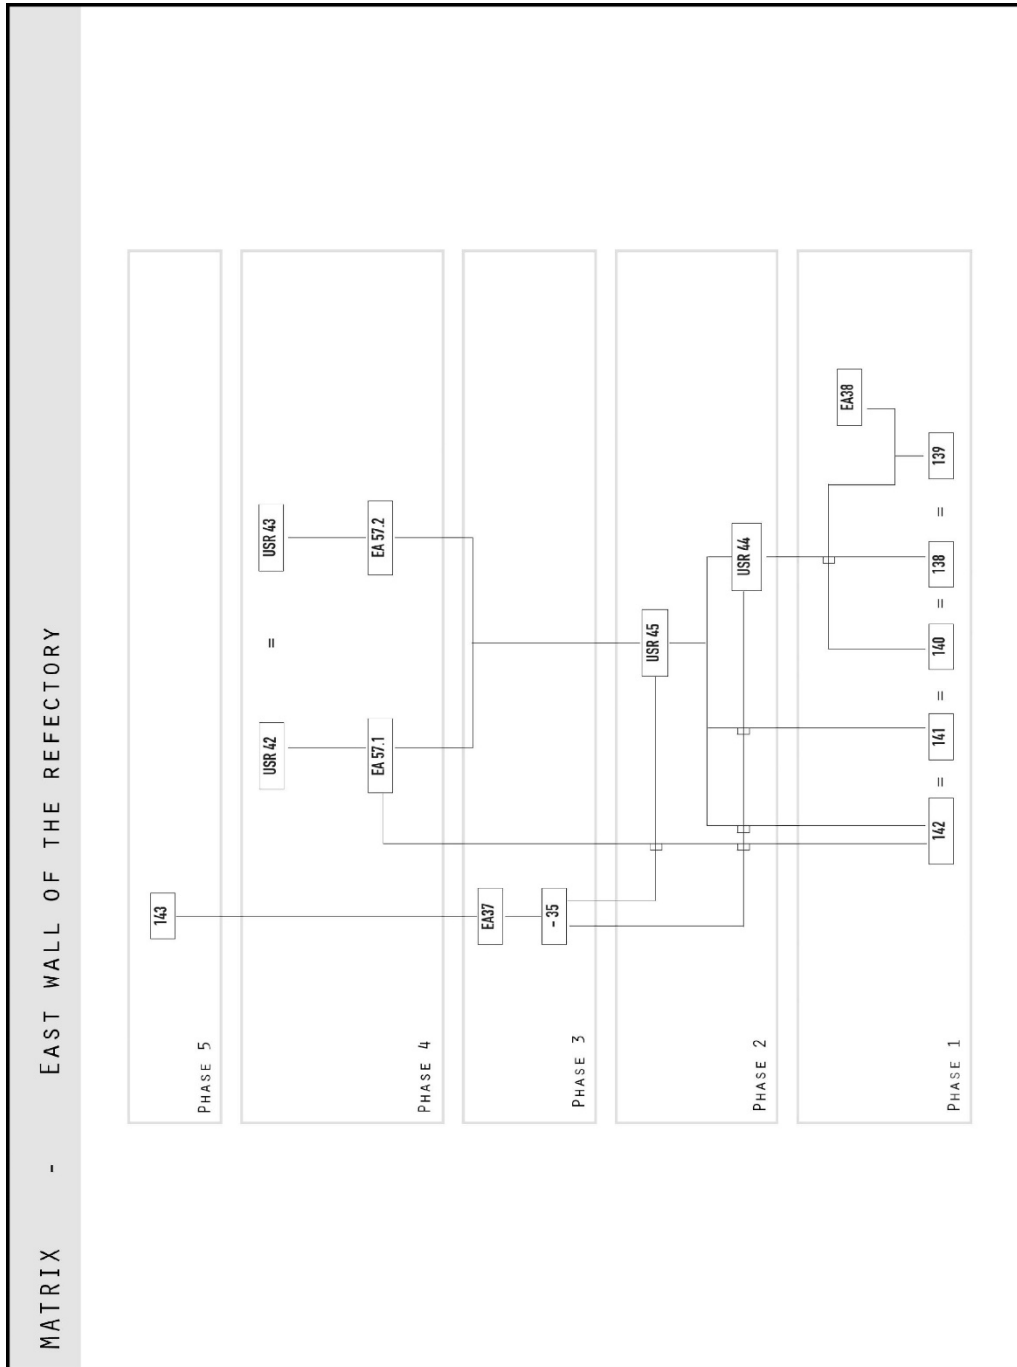 MATRIX - EAST WALL OF THE REFECTORY
143
PHASE 5
USR 42 = USR 43
EA 57.1 EA 57.2
PHASE 4
EA37
- 35
PHASE 3
USR 45
USR 44
PHASE 2
EA38
142 = 141 = 140 = 138 = 139
PHASE 1